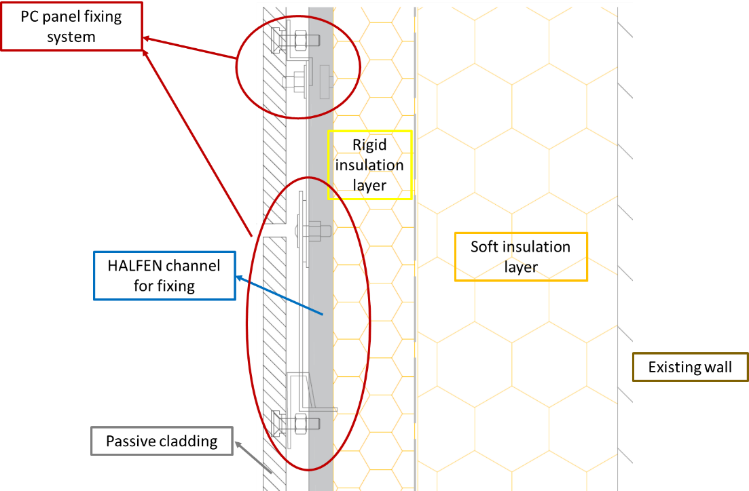 PC panel fixing
system
Rigid
insulation
layer
Soft insulation
layer
HALFEN channel
for fixing
Existing wall
Passive cladding